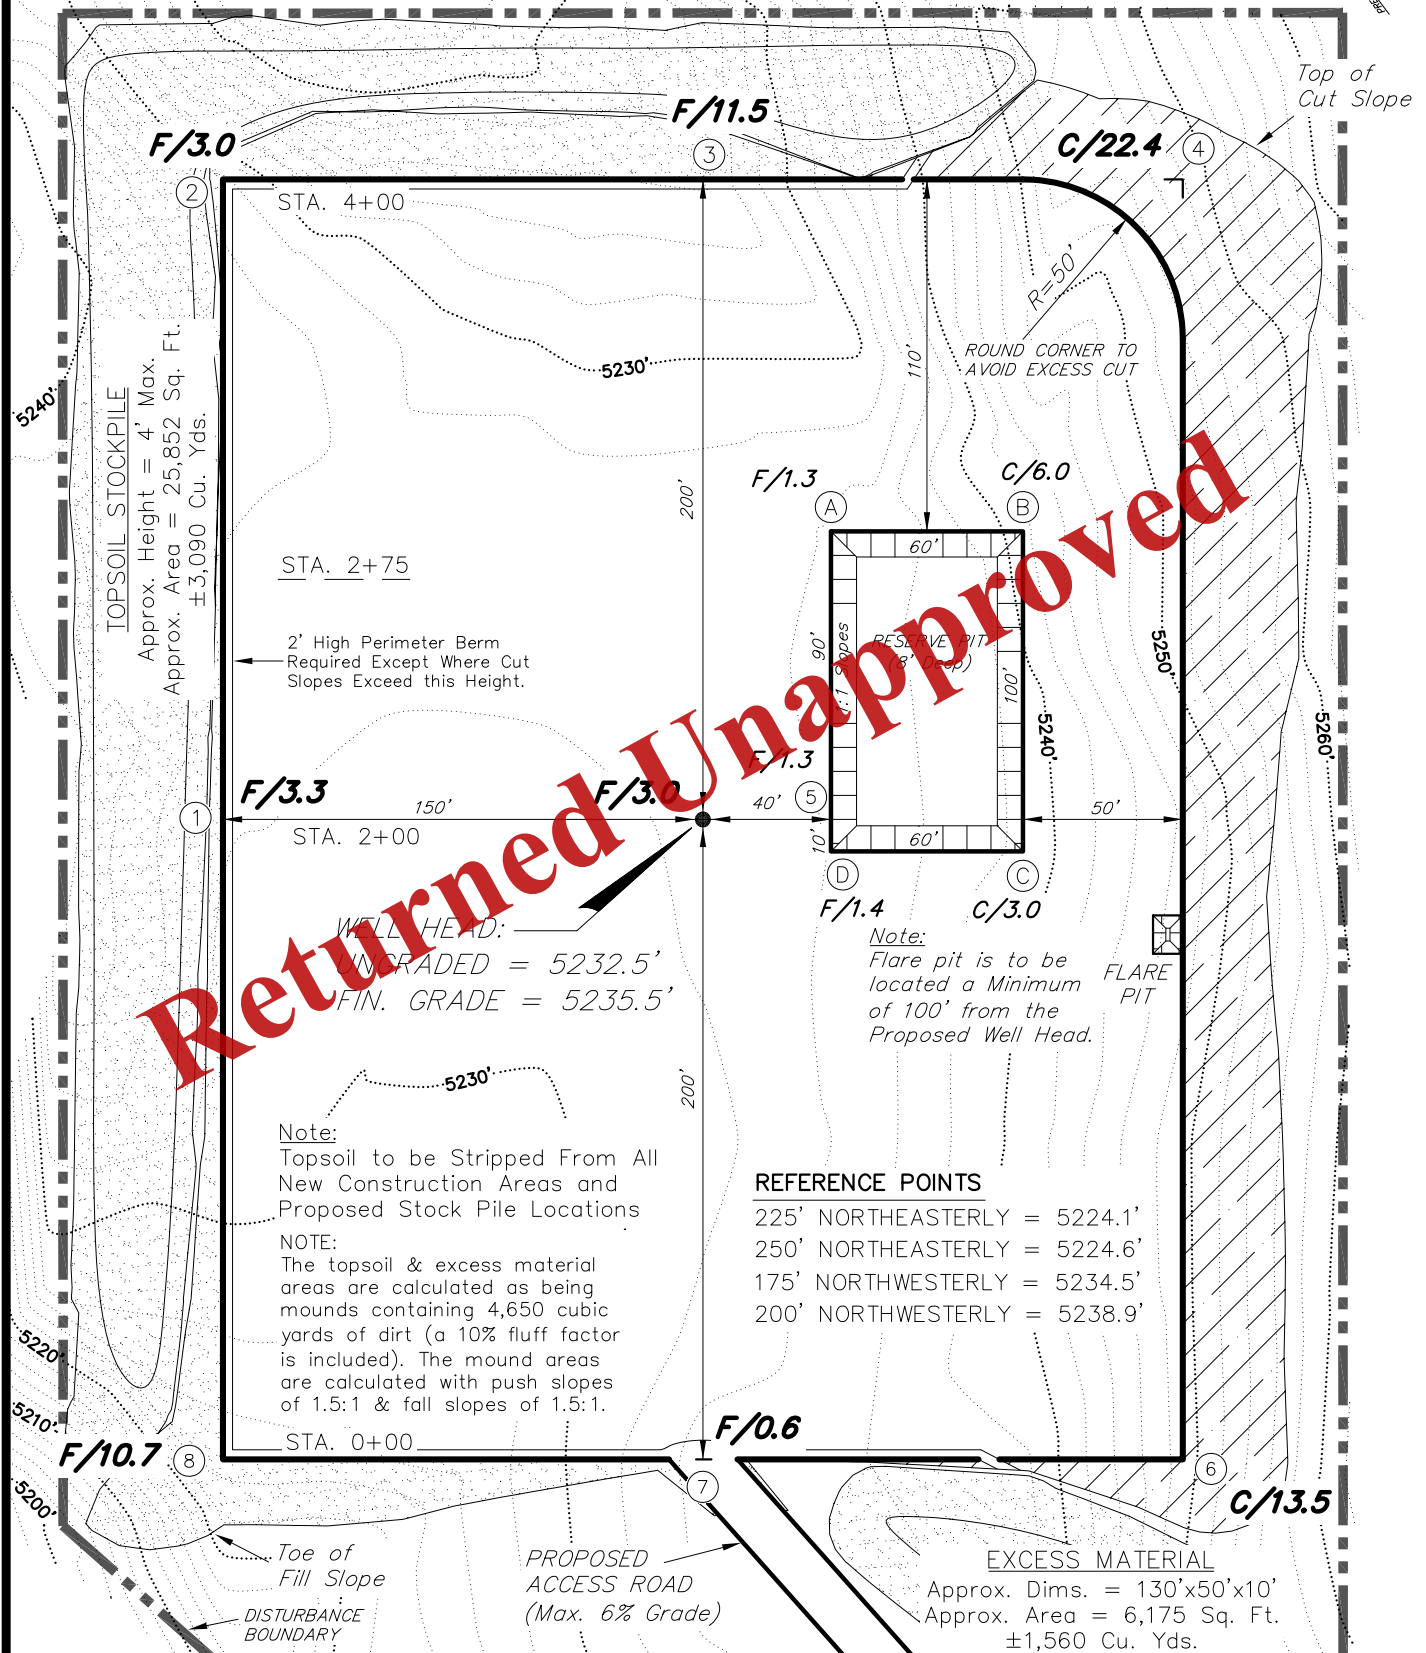 Top of
Cut Slope
F/3.0
F/11.5
C/22.4
2
3
4
STA. 4+00
R=50'
ROUND CORNER TO
AVOID EXCESS CUT
110'
5230'
5240'
TOPSOIL STOCKPILE
Approx. Height = 4' Max.
Approx. Area = 25,852 Sq. Ft.
±3,090 Cu. Yds.
200'
F/1.3
C/6.0
A
B
60'
STA. 2+75
2' High Perimeter Berm
Required Except Where Cut
Slopes Exceed this Height.
90'
1:1 Slopes
RESERVE PIT
(8' Deep)
100'
5250'
5240'
5260'
Returned Unapproved
F/1.3
F/3.3
F/3.0
1
150'
40'
5
50'
STA. 2+00
10'
60'
D
C
F/1.4
C/3.0
WELL HEAD:
UNGRADED = 5232.5'
FIN. GRADE = 5235.5'
Note:
Flare pit is to be
located a Minimum
of 100' from the
Proposed Well Head.
FLARE
PIT
5230'
200'
Note:
Topsoil to be Stripped From All
New Construction Areas and
Proposed Stock Pile Locations
NOTE:
The topsoil & excess material
areas are calculated as being
mounds containing 4,650 cubic
yards of dirt (a 10% fluff factor
is included). The mound areas
are calculated with push slopes
of 1.5:1 & fall slopes of 1.5:1.
REFERENCE POINTS
225' NORTHEASTERLY = 5224.1'
250' NORTHEASTERLY = 5224.6'
175' NORTHWESTERLY = 5234.5'
200' NORTHWESTERLY = 5238.9'
5220'
5210'
5200'
F/10.7
8
STA. 0+00
F/0.6
7
6
C/13.5
Toe of
Fill Slope
DISTURBANCE
BOUNDARY
PROPOSED
ACCESS ROAD
(Max. 6% Grade)
EXCESS MATERIAL
Approx. Dims. = 130'x50'x10'
Approx. Area = 6,175 Sq. Ft.
±1,560 Cu. Yds.